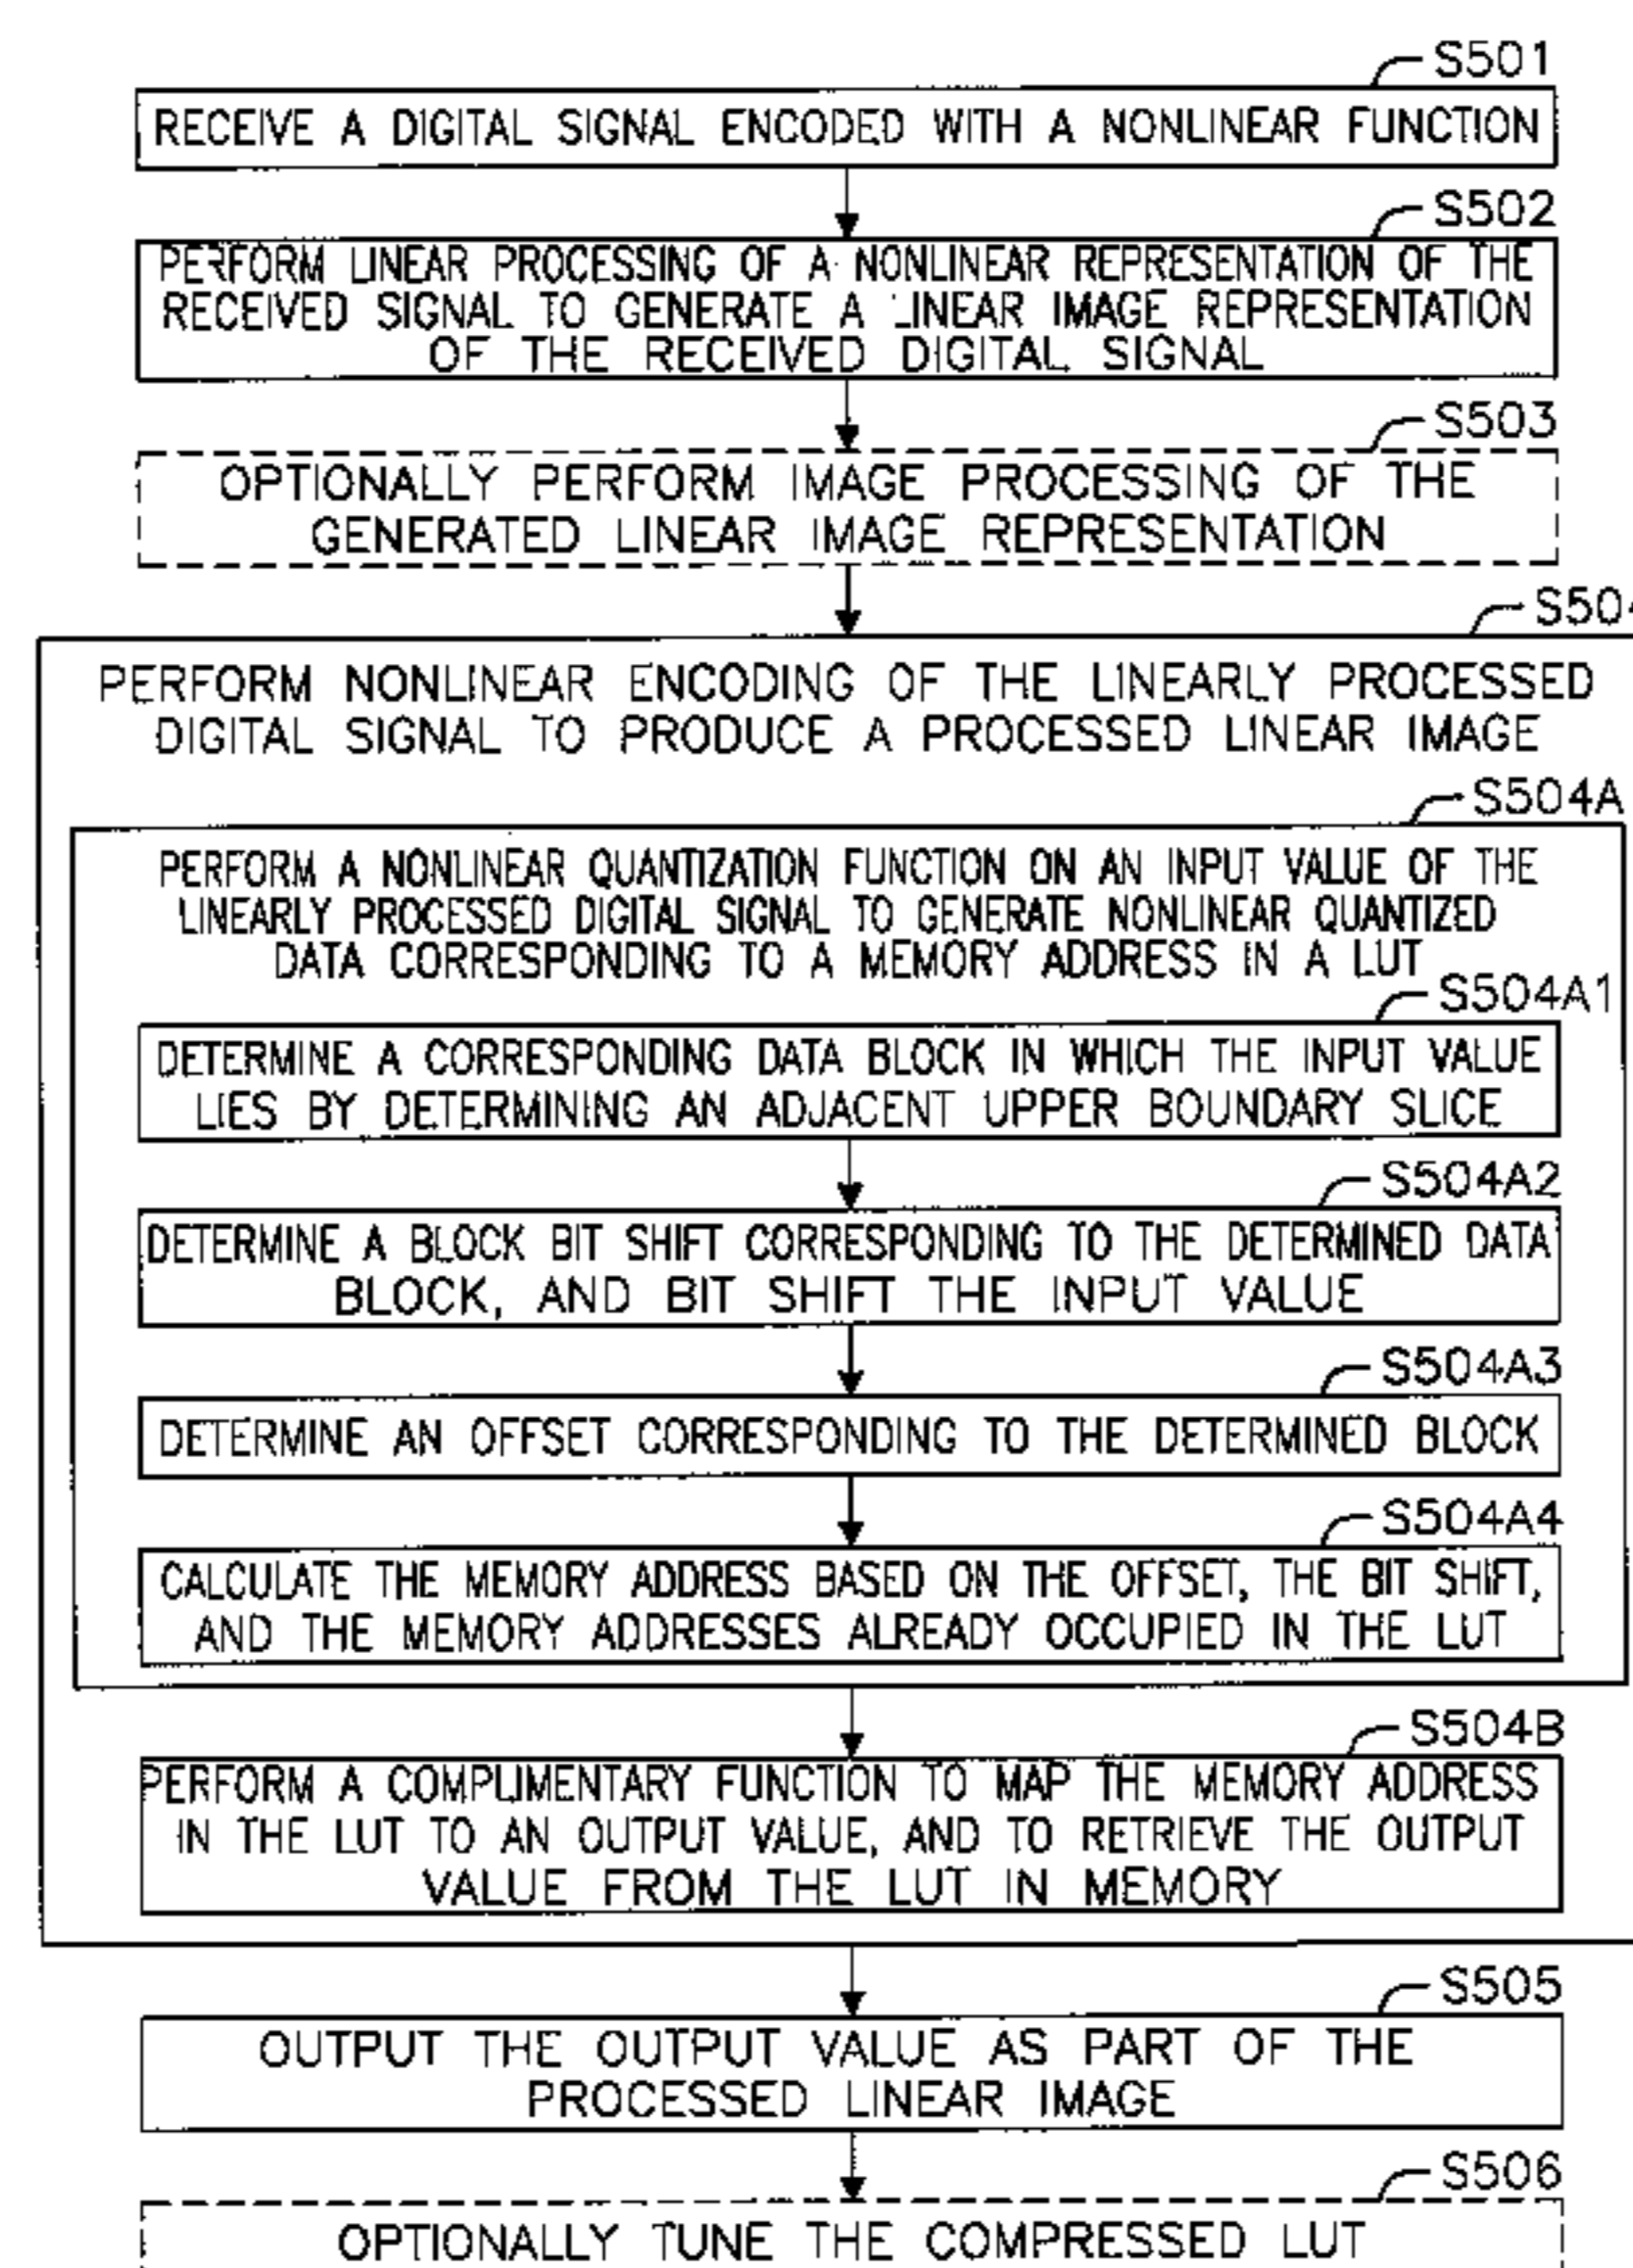 S501
RECEIVE A DIGITAL SIGNAL ENCODED WITH A NONLINEAR FUNCTION
S502
PERFORM LINEAR PROCESSING OF A NONLINEAR REPRESENTATION OF THE
RECEIVED SIGNAL TO GENERATE A LINEAR IMAGE REPRESENTATION
OF THE RECEIVED DIGITAL SIGNAL
S503
OPTIONALLY PERFORM IMAGE PROCESSING OF THE
GENERATED LINEAR IMAGE REPRESENTATION
S504
PERFORM NONLINEAR ENCODING OF THE LINEARLY PROCESSED
DIGITAL SIGNAL TO PRODUCE A PROCESSED LINEAR IMAGE
S504A
PERFORM A NONLINEAR QUANTIZATION FUNCTION ON AN INPUT VALUE OF THE
LINEARLY PROCESSED DIGITAL SIGNAL TO GENERATE NONLINEAR QUANTIZED
DATA CORRESPONDING TO A MEMORY ADDRESS IN A LUT
S504A1
DETERMINE A CORRESPONDING DATA BLOCK IN WHICH THE INPUT VALUE
LIES BY DETERMINING AN ADJACENT UPPER BOUNDARY SLICE
S504A2
DETERMINE A BLOCK BIT SHIFT CORRESPONDING TO THE DETERMINED DATA
BLOCK, AND BIT SHIFT THE INPUT VALUE
S504A3
DETERMINE AN OFFSET CORRESPONDING TO THE DETERMINED BLOCK
S504A4
CALCULATE THE MEMORY ADDRESS BASED ON THE OFFSET, THE BIT SHIFT,
AND THE MEMORY ADDRESSES ALREADY OCCUPIED IN THE LUT
S504B
PERFORM A COMPLIMENTARY FUNCTION TO MAP THE MEMORY ADDRESS
IN THE LUT TO AN OUTPUT VALUE, AND TO RETRIEVE THE OUTPUT
VALUE FROM THE LUT IN MEMORY
S505
OUTPUT THE OUTPUT VALUE AS PART OF THE
PROCESSED LINEAR IMAGE
S506
OPTIONALLY TUNE THE COMPRESSED LUT